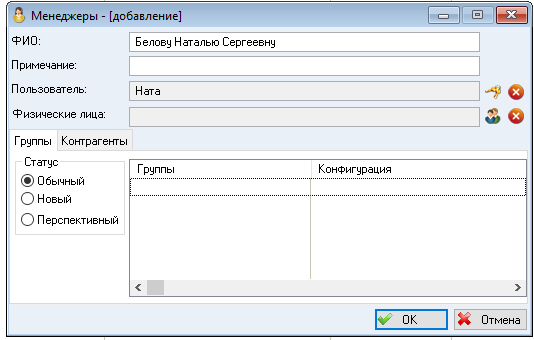 Менеджеры - [добавление]
ФИО: Белову Наталью Сергеевну
Примечание:
Пользователь: Ната
Физические лица:
Группы Контрагенты
Статус
Обычный
Новый
Перспективный
Группы Конфигурация
OK Отмена